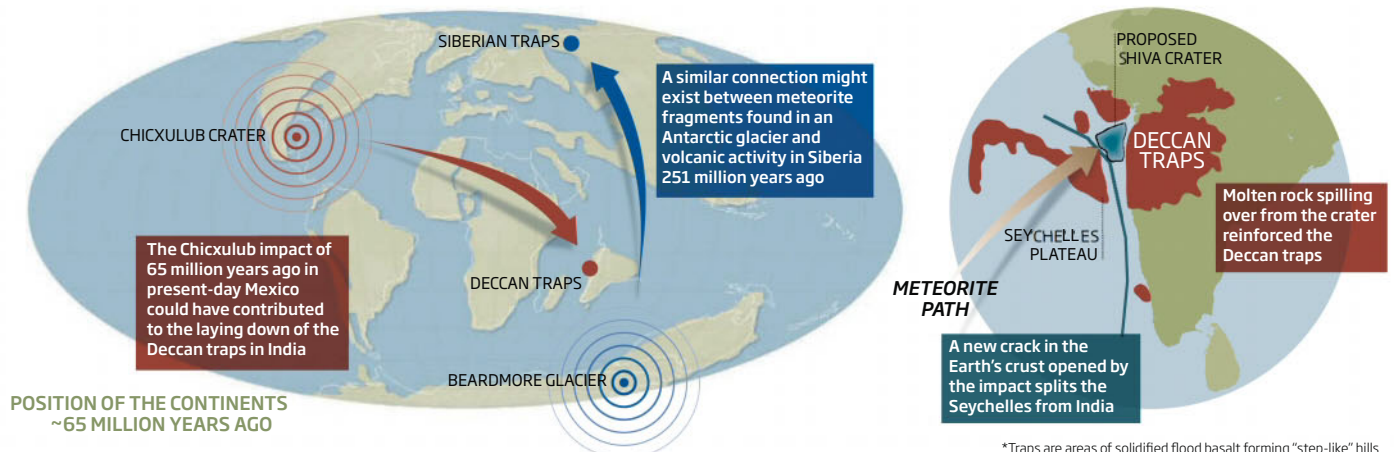 SIBERIAN TRAPS
A similar connection might
exist between meteorite
fragments found in an
Antarctic glacier and
volcanic activity in Siberia
251 million years ago
CHICXULUB CRATER
The Chicxulub impact of
65 million years ago in
present-day Mexico
could have contributed
to the laying down of the
Deccan traps in India
DECCAN TRAPS
BEARDMORE GLACIER
POSITION OF THE CONTINENTS
~65 MILLION YEARS AGO
PROPOSED
SHIVA CRATER
DECCAN
TRAPS
Molten rock spilling
over from the crater
reinforced the
Deccan traps
SEYCHELLES
PLATEAU
METEORITE
PATH
A new crack in the
Earth's crust opened by
the impact splits the
Seychelles from India
*Traps are areas of solidified flood basalt forming "step-like" hills